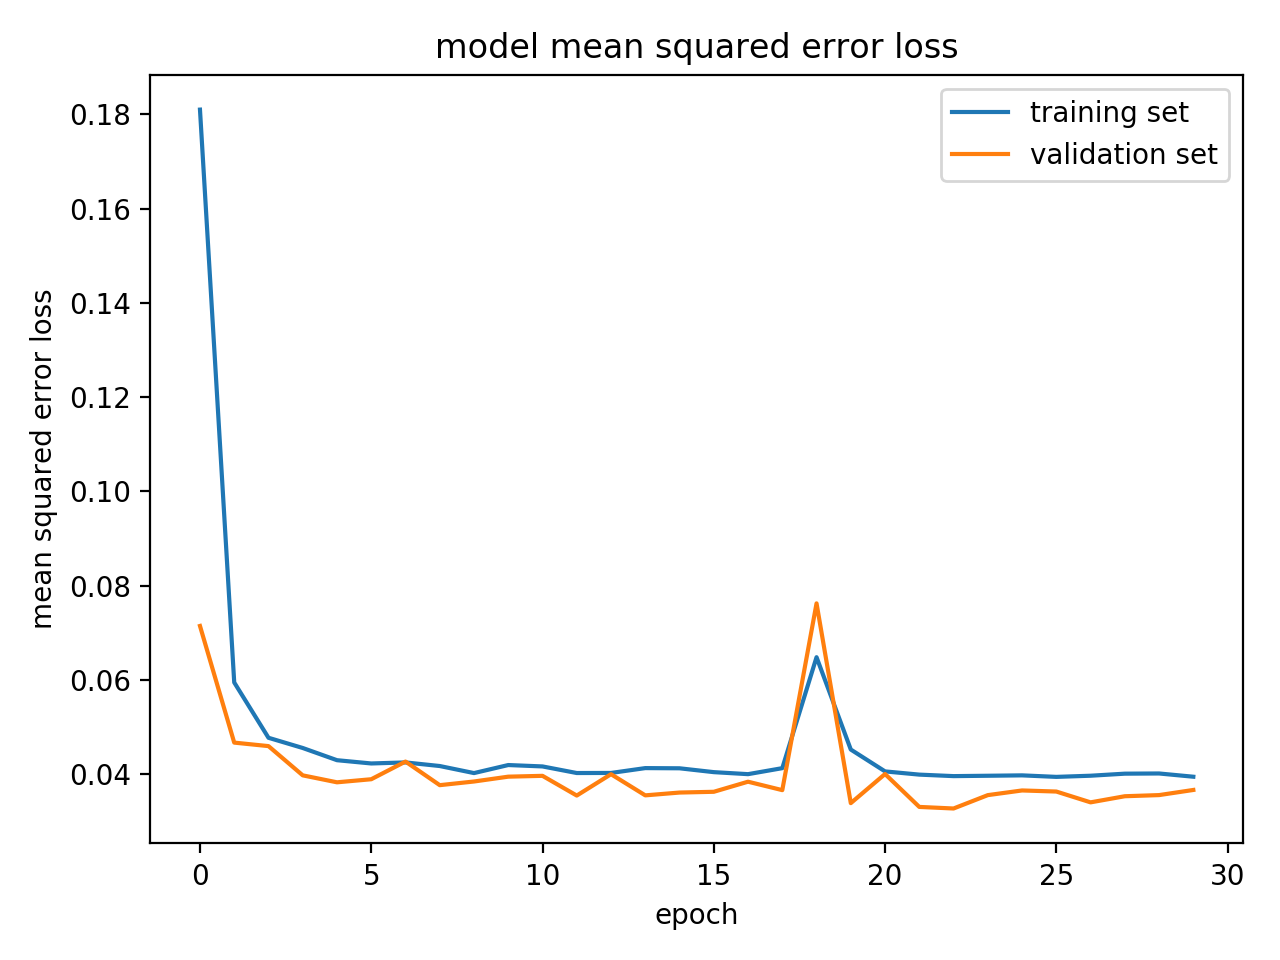 model mean squared error loss
training set
validation set
mean squared error loss
0.18
0.16
0.14
0.12
0.10
0.08
0.06
0.04
0 5 10 15 20 25 30
epoch